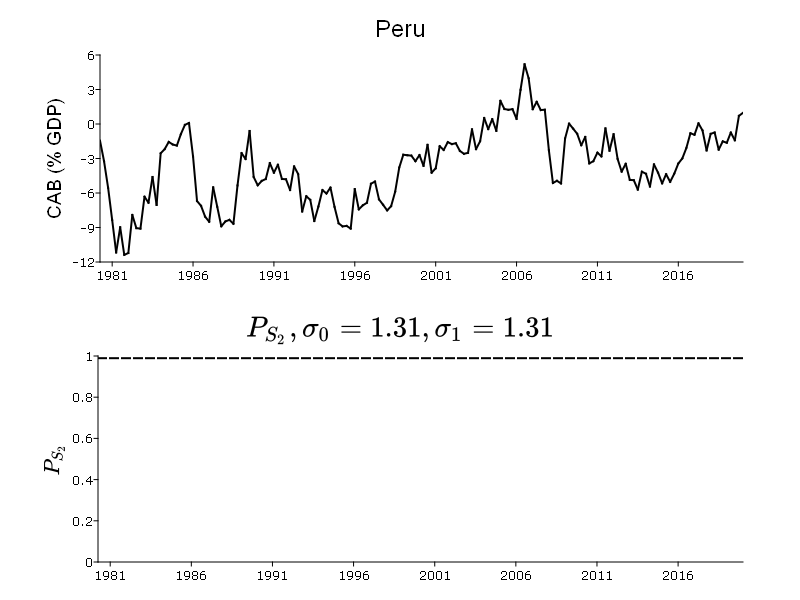 Peru
CAB (% GDP)
6
3
0
−3
−6
−9
−12
1981 1986 1991 1996 2001 2006 2011 2016
P_{S_2}, σ_0 = 1.31, σ_1 = 1.31
P_{S_2}
1
0.8
0.6
0.4
0.2
0
1981 1986 1991 1996 2001 2006 2011 2016